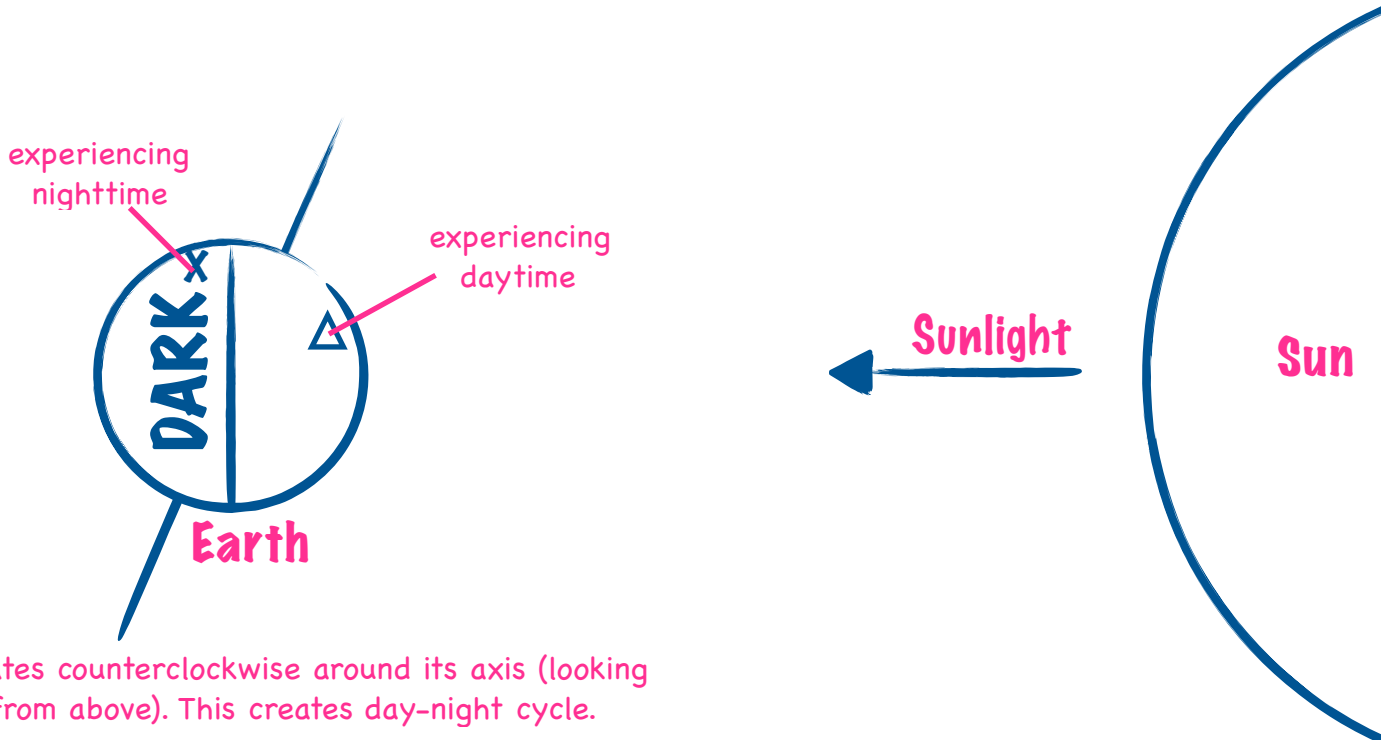 experiencing
nighttime
experiencing
daytime
DARK
x
Sunlight
Sun
Earth
tes counterclockwise around its axis (looking
from above). This creates day-night cycle.